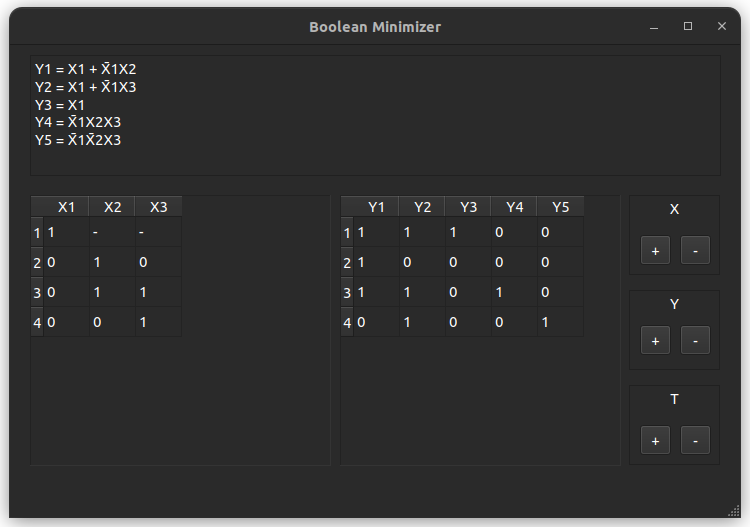 Boolean Minimizer
Y1 = X1 + X̄1X2
Y2 = X1 + X̄1X3
Y3 = X1
Y4 = X̄1X2X3
Y5 = X̄1X̄2X3
X1 X2 X3
1 1 - -
2 0 1 0
3 0 1 1
4 0 0 1
Y1 Y2 Y3 Y4 Y5
1 1 1 1 0 0
2 1 0 0 0 0
3 1 1 0 1 0
4 0 1 0 0 1
X
+ -
Y
+ -
T
+ -